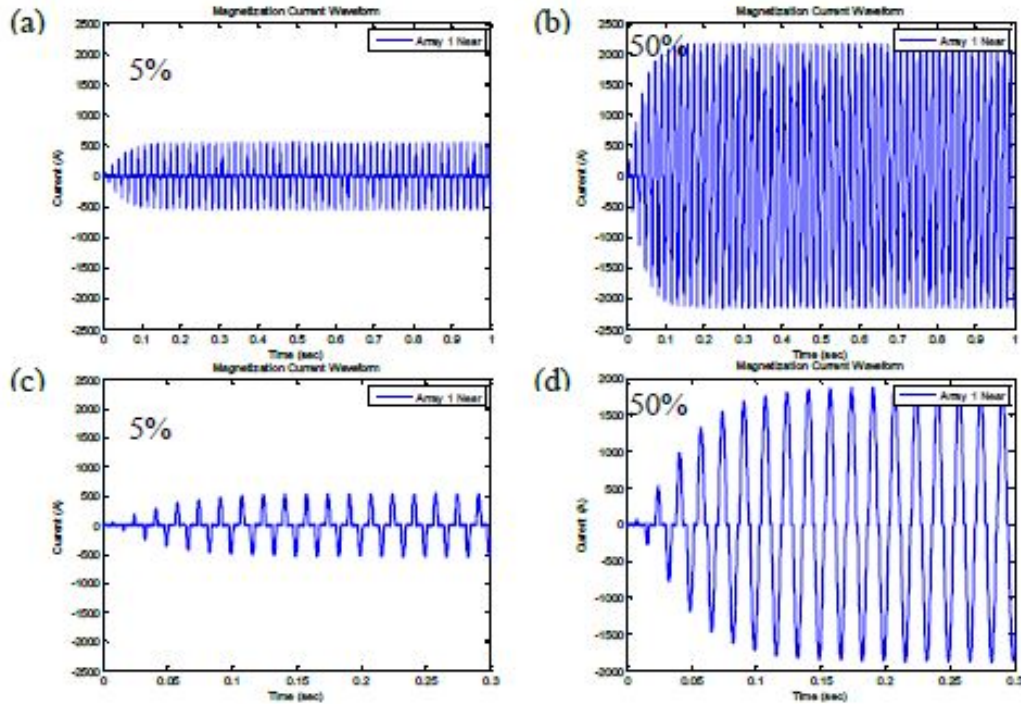 (a)
Magnetization Current Waveform
Array 1 Near
5%
2500
2000
1500
1000
500
0
-500
-1000
-1500
-2000
-2500
Current (A)
0 0.1 0.2 0.3 0.4 0.5 0.6 0.7 0.8 0.9 1
Time (sec)
(b)
Magnetization Current Waveform
Array 1 Near
50%
2500
2000
1500
1000
500
0
-500
-1000
-1500
-2000
-2500
Current (A)
0 0.1 0.2 0.3 0.4 0.5 0.6 0.7 0.8 0.9 1
Time (sec)
(c)
Magnetization Current Waveform
Array 1 Near
5%
2500
2000
1500
1000
500
0
-500
-1000
-1500
-2000
-2500
Current (A)
0 0.05 0.1 0.15 0.2 0.25 0.3
Time (sec)
(d)
Magnetization Current Waveform
Array 1 Near
50%
2000
1500
1000
500
0
-500
-1000
-1500
-2000
Current (A)
0 0.05 0.1 0.15 0.2 0.25 0.3
Time (sec)